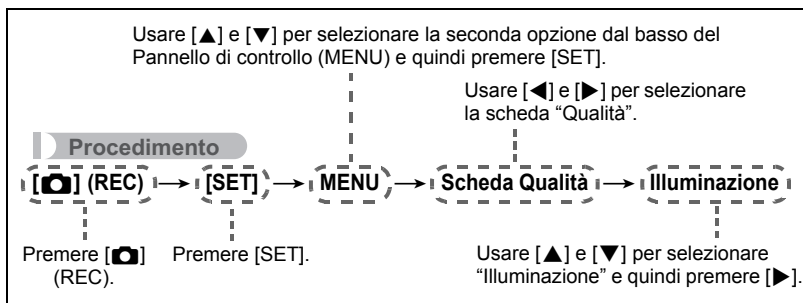 Usare [▲] e [▼] per selezionare la seconda opzione dal basso del
Pannello di controllo (MENU) e quindi premere [SET].
Usare [◀] e [▶] per selezionare
la scheda “Qualità”.
Procedimento
[📷] (REC) → [SET] → MENU → Scheda Qualità → Illuminazione
Premere [📷]
(REC).
Premere [SET].
Usare [▲] e [▼] per selezionare
“Illuminazione” e quindi premere [▶].